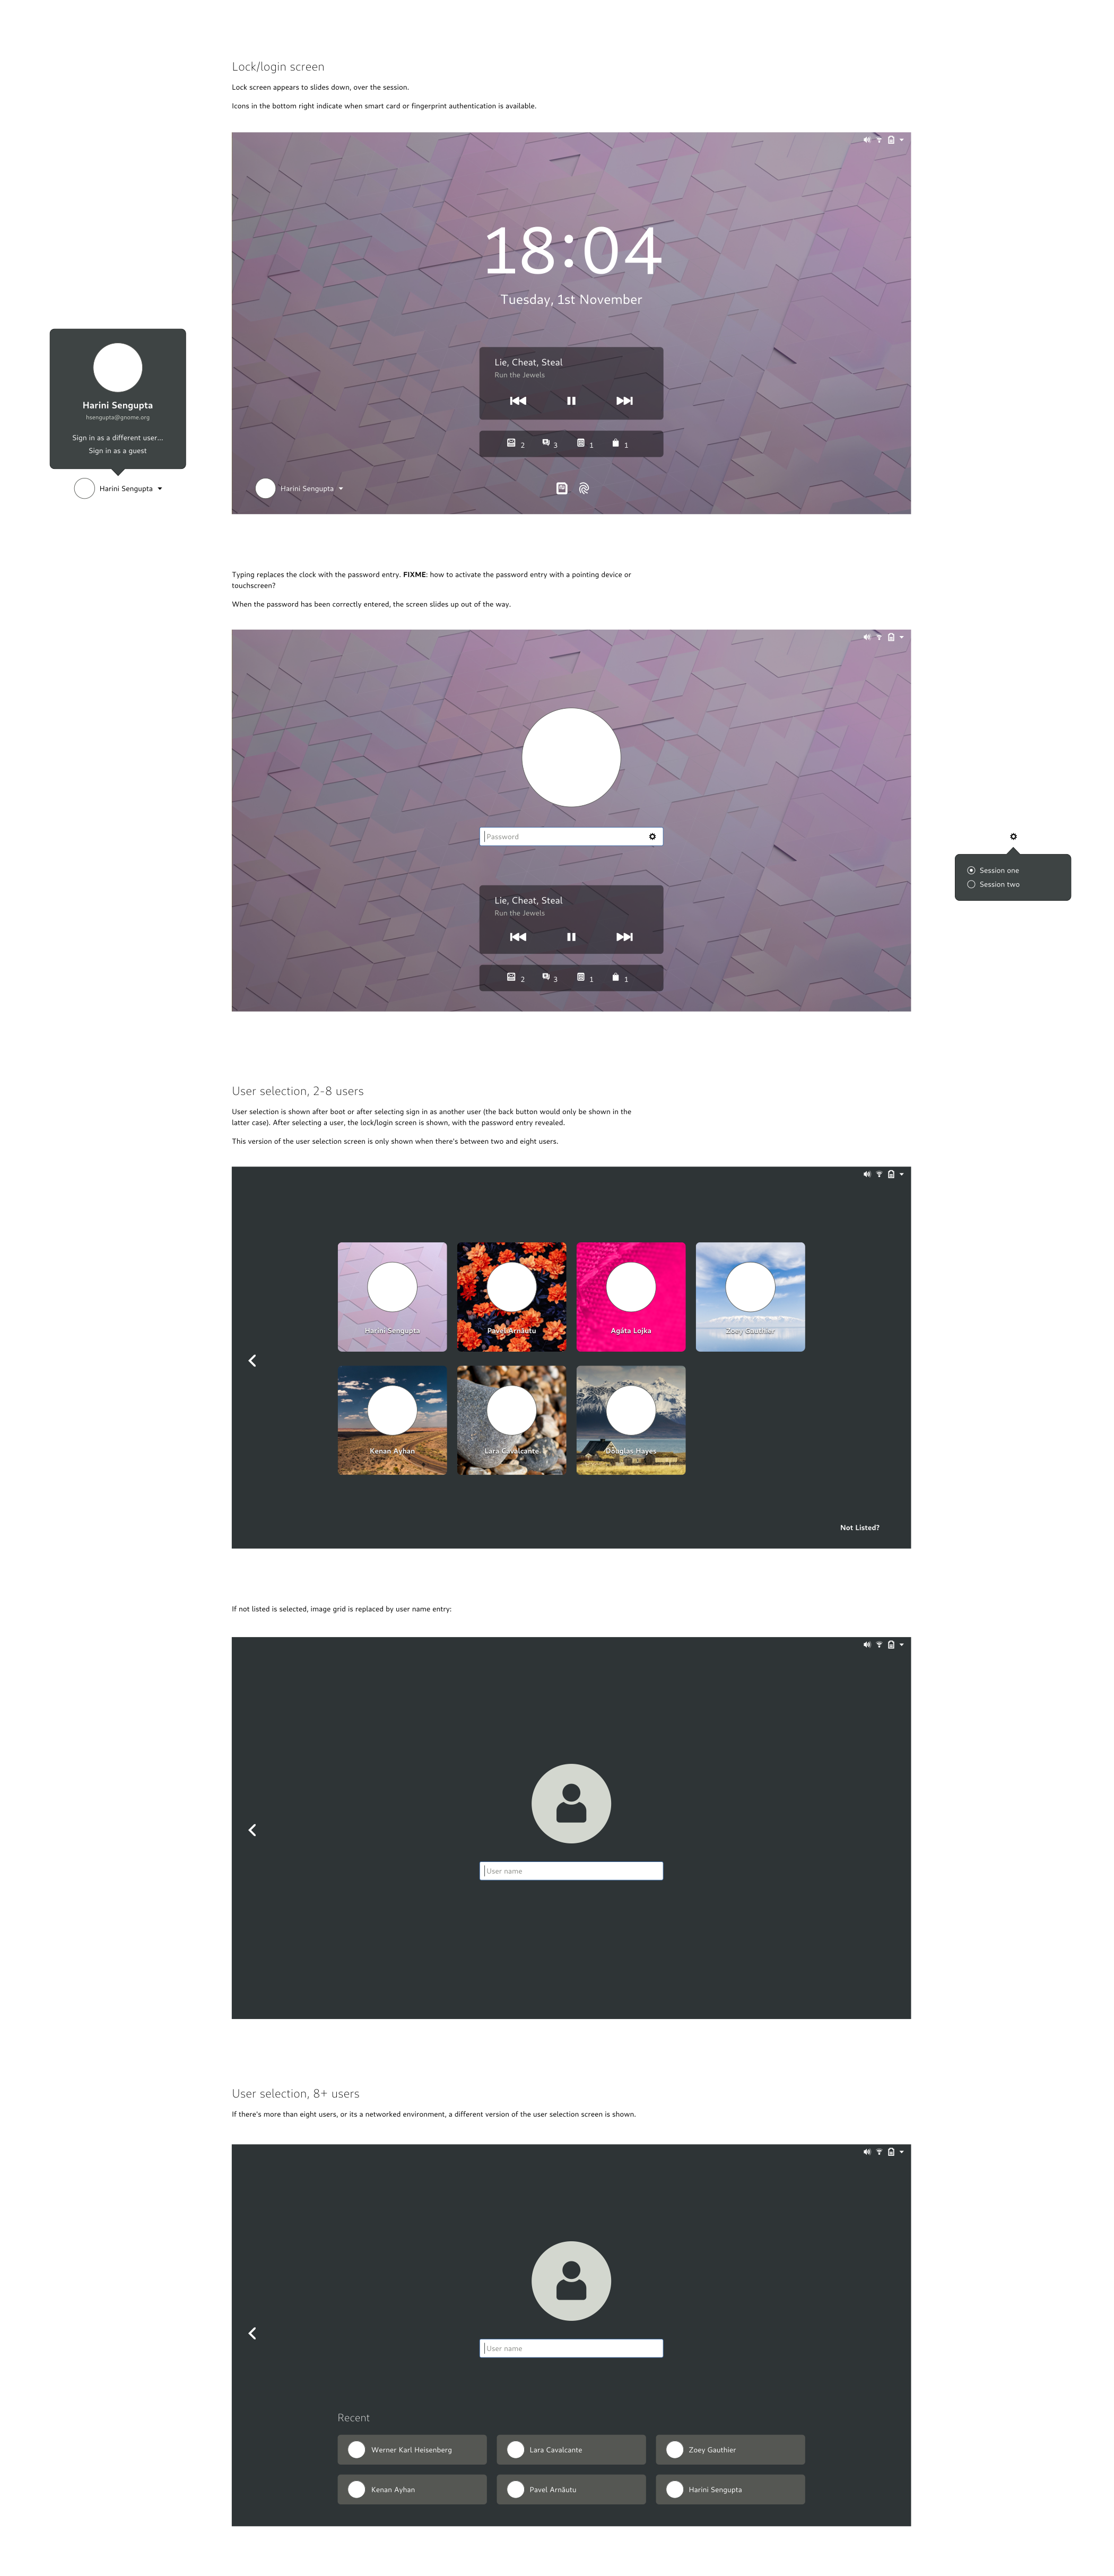 Lock/login screen
Lock screen appears to slides down, over the session.
Icons in the bottom right indicate when smart card or fingerprint authentication is available.
18:04
Tuesday, 1st November
Lie, Cheat, Steal
Run the Jewels
2 3 1 1
Harini Sengupta
Harini Sengupta
hsengupta@gnome.org
Sign in as a different user...
Sign in as a guest
Harini Sengupta
Typing replaces the clock with the password entry. FIXME: how to activate the password entry with a pointing device or
touchscreen?
When the password has been correctly entered, the screen slides up out of the way.
Password
Lie, Cheat, Steal
Run the Jewels
2 3 1 1
Session one
Session two
User selection, 2-8 users
User selection is shown after boot or after selecting sign in as another user (the back button would only be shown in the
latter case). After selecting a user, the lock/login screen is shown, with the password entry revealed.
This version of the user selection screen is only shown when there's between two and eight users.
Harini Sengupta
Pavel Arnăutu
Agáta Lojka
Zoey Gauthier
Kenan Ayhan
Lara Cavalcante
Douglas Hayes
Not Listed?
If not listed is selected, image grid is replaced by user name entry:
User name
User selection, 8+ users
If there's more than eight users, or its a networked environment, a different version of the user selection screen is shown.
User name
Recent
Werner Karl Heisenberg
Lara Cavalcante
Zoey Gauthier
Kenan Ayhan
Pavel Arnăutu
Harini Sengupta